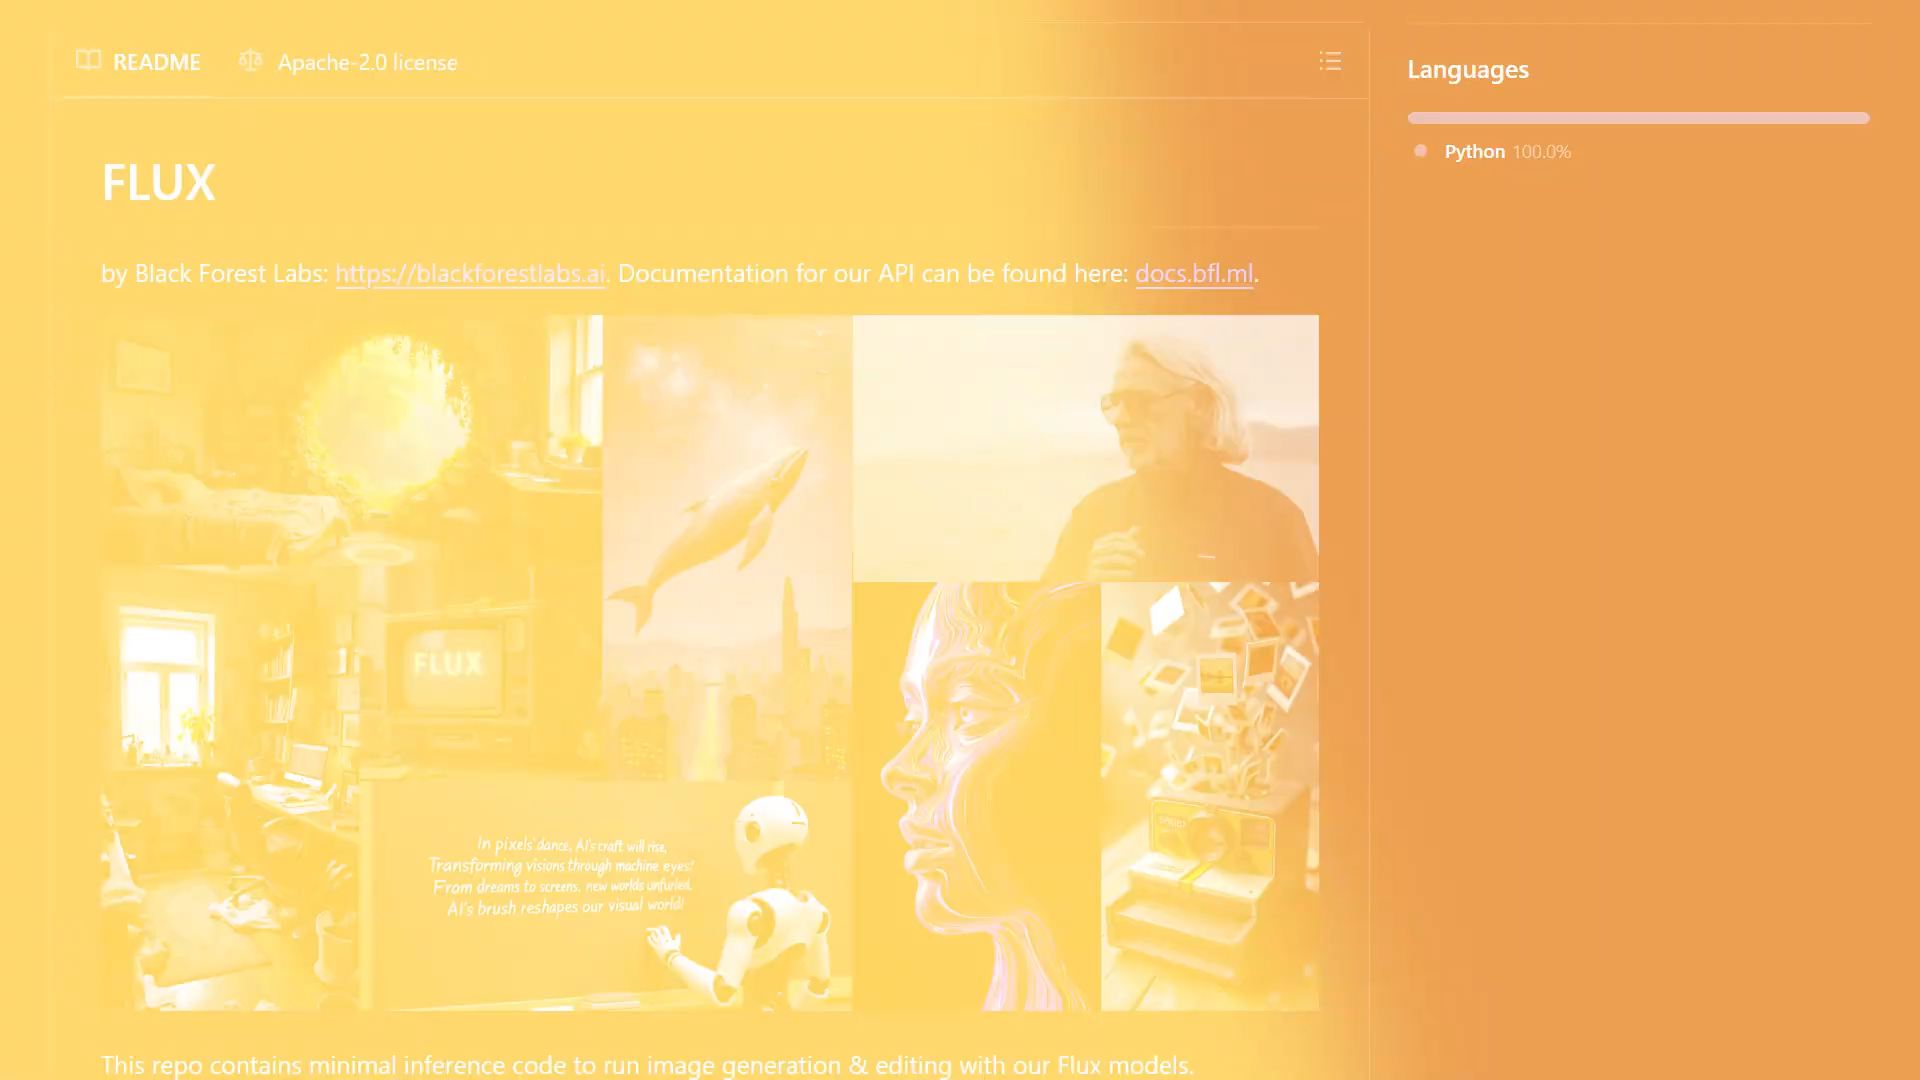 README
Apache-2.0 license
Languages
Python 100.0%
FLUX
by Black Forest Labs: https://blackforestlabs.ai. Documentation for our API can be found here: docs.bfl.ml.
FLUX
In pixels' dance, AI's craft will rise,
Transforming visions through machine eyes!
From dreams to screens, new worlds unfurled,
AI's brush reshapes our visual world!
This repo contains minimal inference code to run image generation & editing with our Flux models.